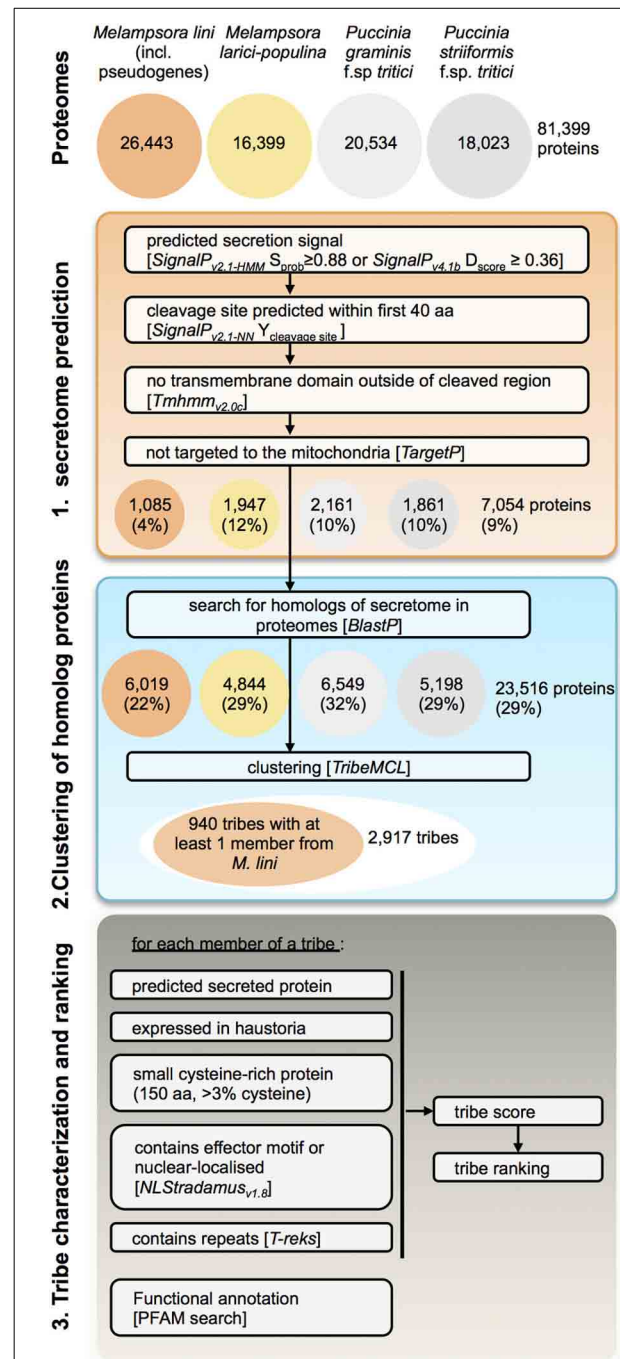 Melampsora lini
(incl.
pseudogenes)
Melampsora
larici-populina
Puccinia
graminis
f.sp tritici
Puccinia
striiformis
f.sp. tritici
Proteomes
26,443
16,399
20,534
18,023
81,399
proteins
1. secretome prediction
predicted secretion signal
[SignalPv2.1-HMM Sprob≥0.88 or SignalPv4.1b Dscore ≥ 0.36]
cleavage site predicted within first 40 aa
[SignalPv2.1-NN Ycleavage site ]
no transmembrane domain outside of cleaved region
[Tmhmmv2.0c]
not targeted to the mitochondria [TargetP]
1,085
(4%)
1,947
(12%)
2,161
(10%)
1,861
(10%)
7,054 proteins
(9%)
2.Clustering of homolog proteins
search for homologs of secretome in
proteomes [BlastP]
6,019
(22%)
4,844
(29%)
6,549
(32%)
5,198
(29%)
23,516 proteins
(29%)
clustering [TribeMCL]
940 tribes with at
least 1 member from
M. lini
2,917 tribes
3. Tribe characterization and ranking
for each member of a tribe :
predicted secreted protein
expressed in haustoria
small cysteine-rich protein
(150 aa, >3% cysteine)
contains effector motif or
nuclear-localised
[NLStradamusv1.8]
contains repeats [T-reks]
tribe score
tribe ranking
Functional annotation
[PFAM search]